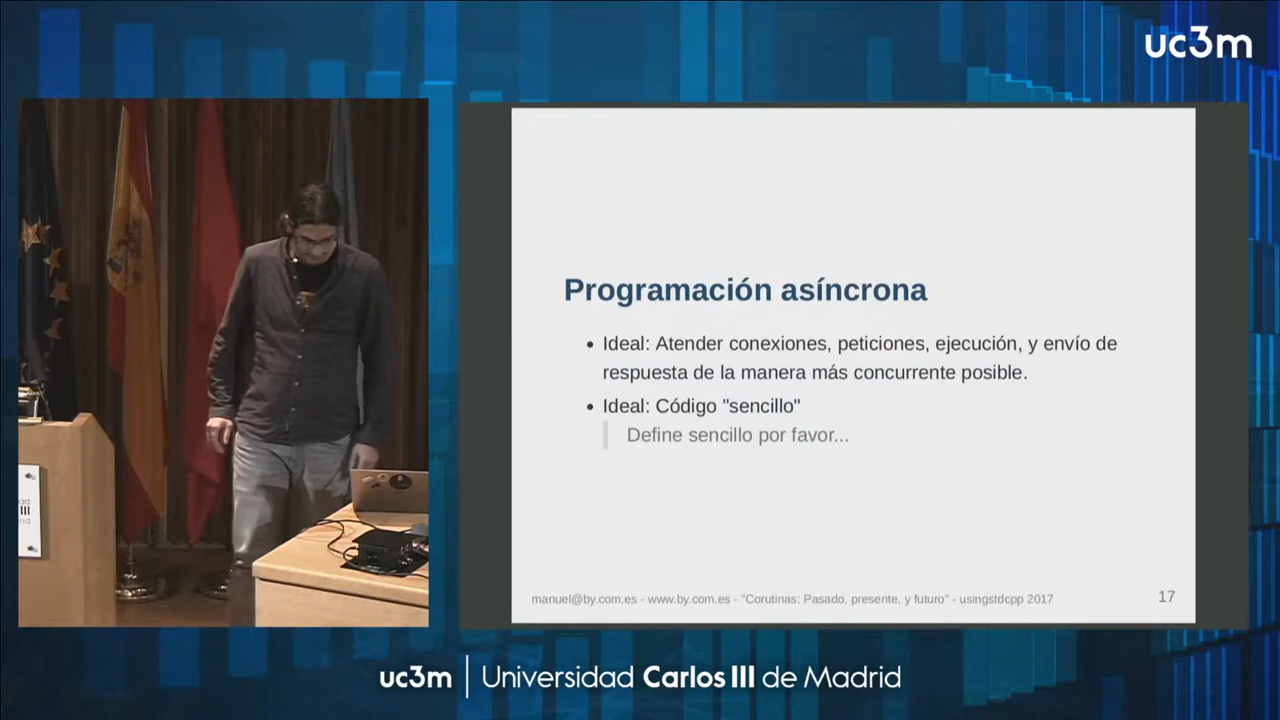 uc3m
Programación asíncrona
• Ideal: Atender conexiones, peticiones, ejecución, y envío de
respuesta de la manera más concurrente posible.
• Ideal: Código "sencillo"
Define sencillo por favor...
manuel@by.com.es - www.by.com.es - "Corutinas: Pasado, presente, y futuro" - usingstdcpp 2017
17
III
uc3m | Universidad Carlos III de Madrid